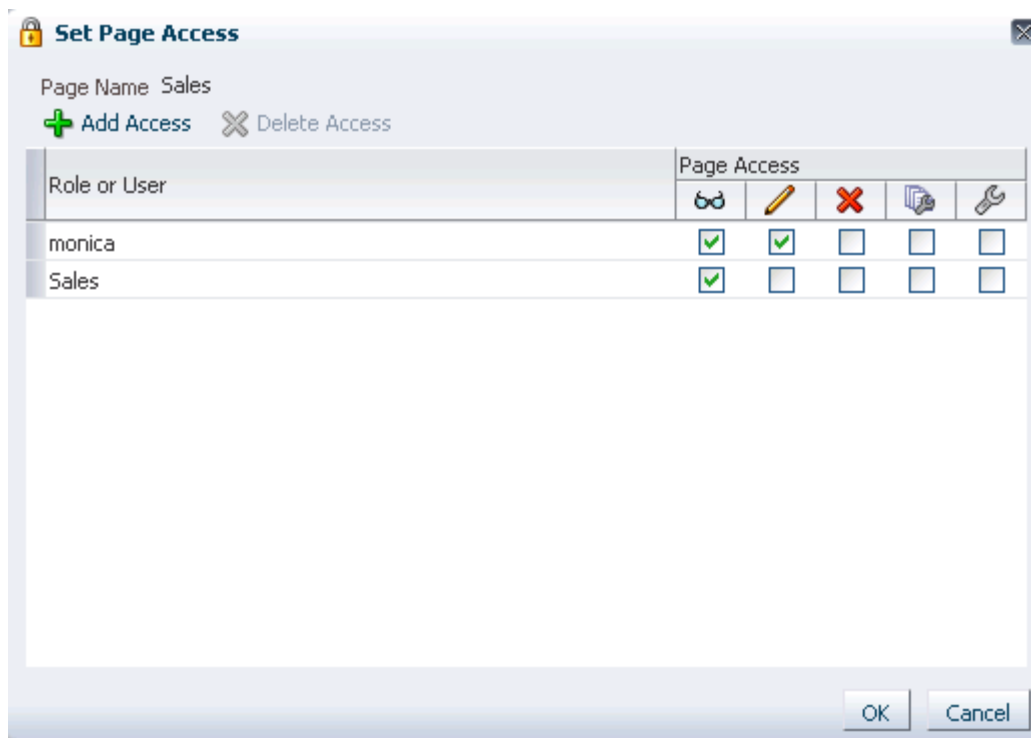 Set Page Access
Page Name Sales
Add Access Delete Access
Role or User
Page Access
monica
Sales
OK Cancel